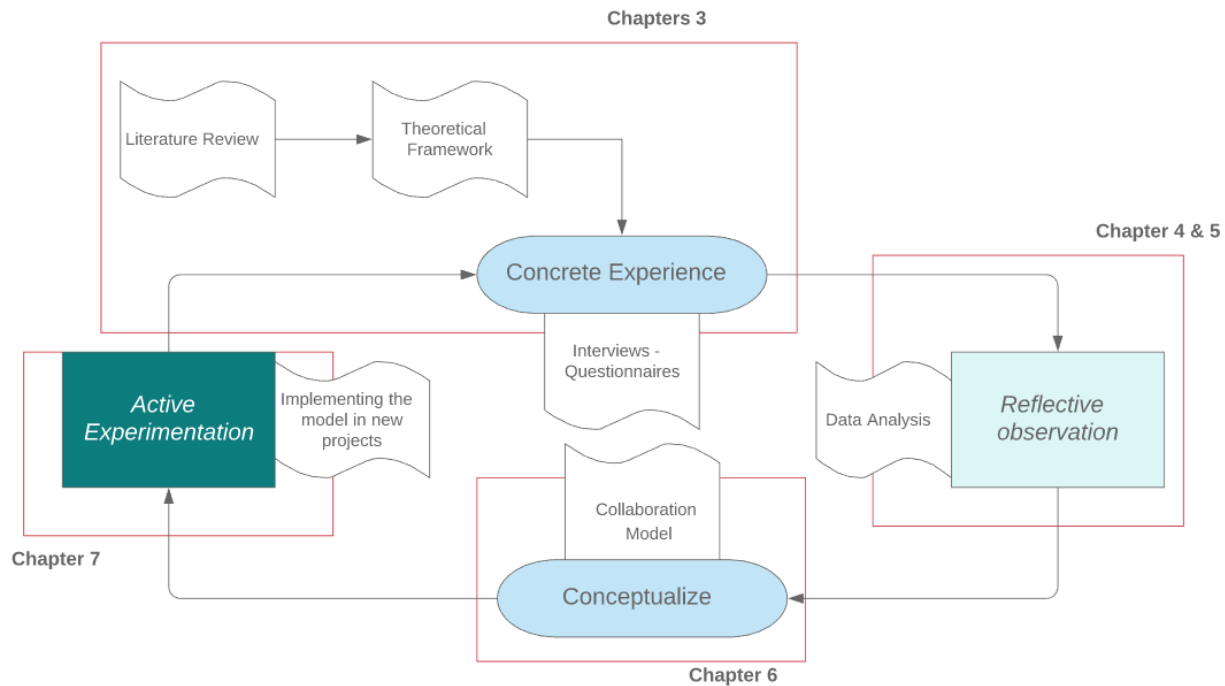 Chapters 3
Literature Review
Theoretical
Framework
Chapter 4 & 5
Concrete Experience
Interviews -
Questionnaires
Active
Experimentation
Implementing the
model in new
projects
Data Analysis
Reflective
observation
Collaboration
Model
Chapter 7
Conceptualize
Chapter 6